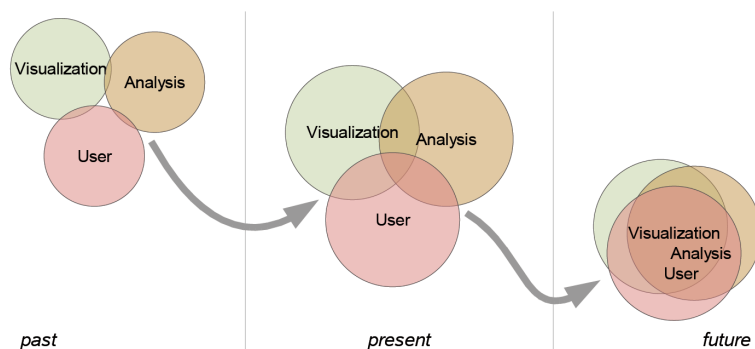 Visualization
Analysis
User
Visualization
Analysis
User
Visualization
Analysis
User
past
present
future